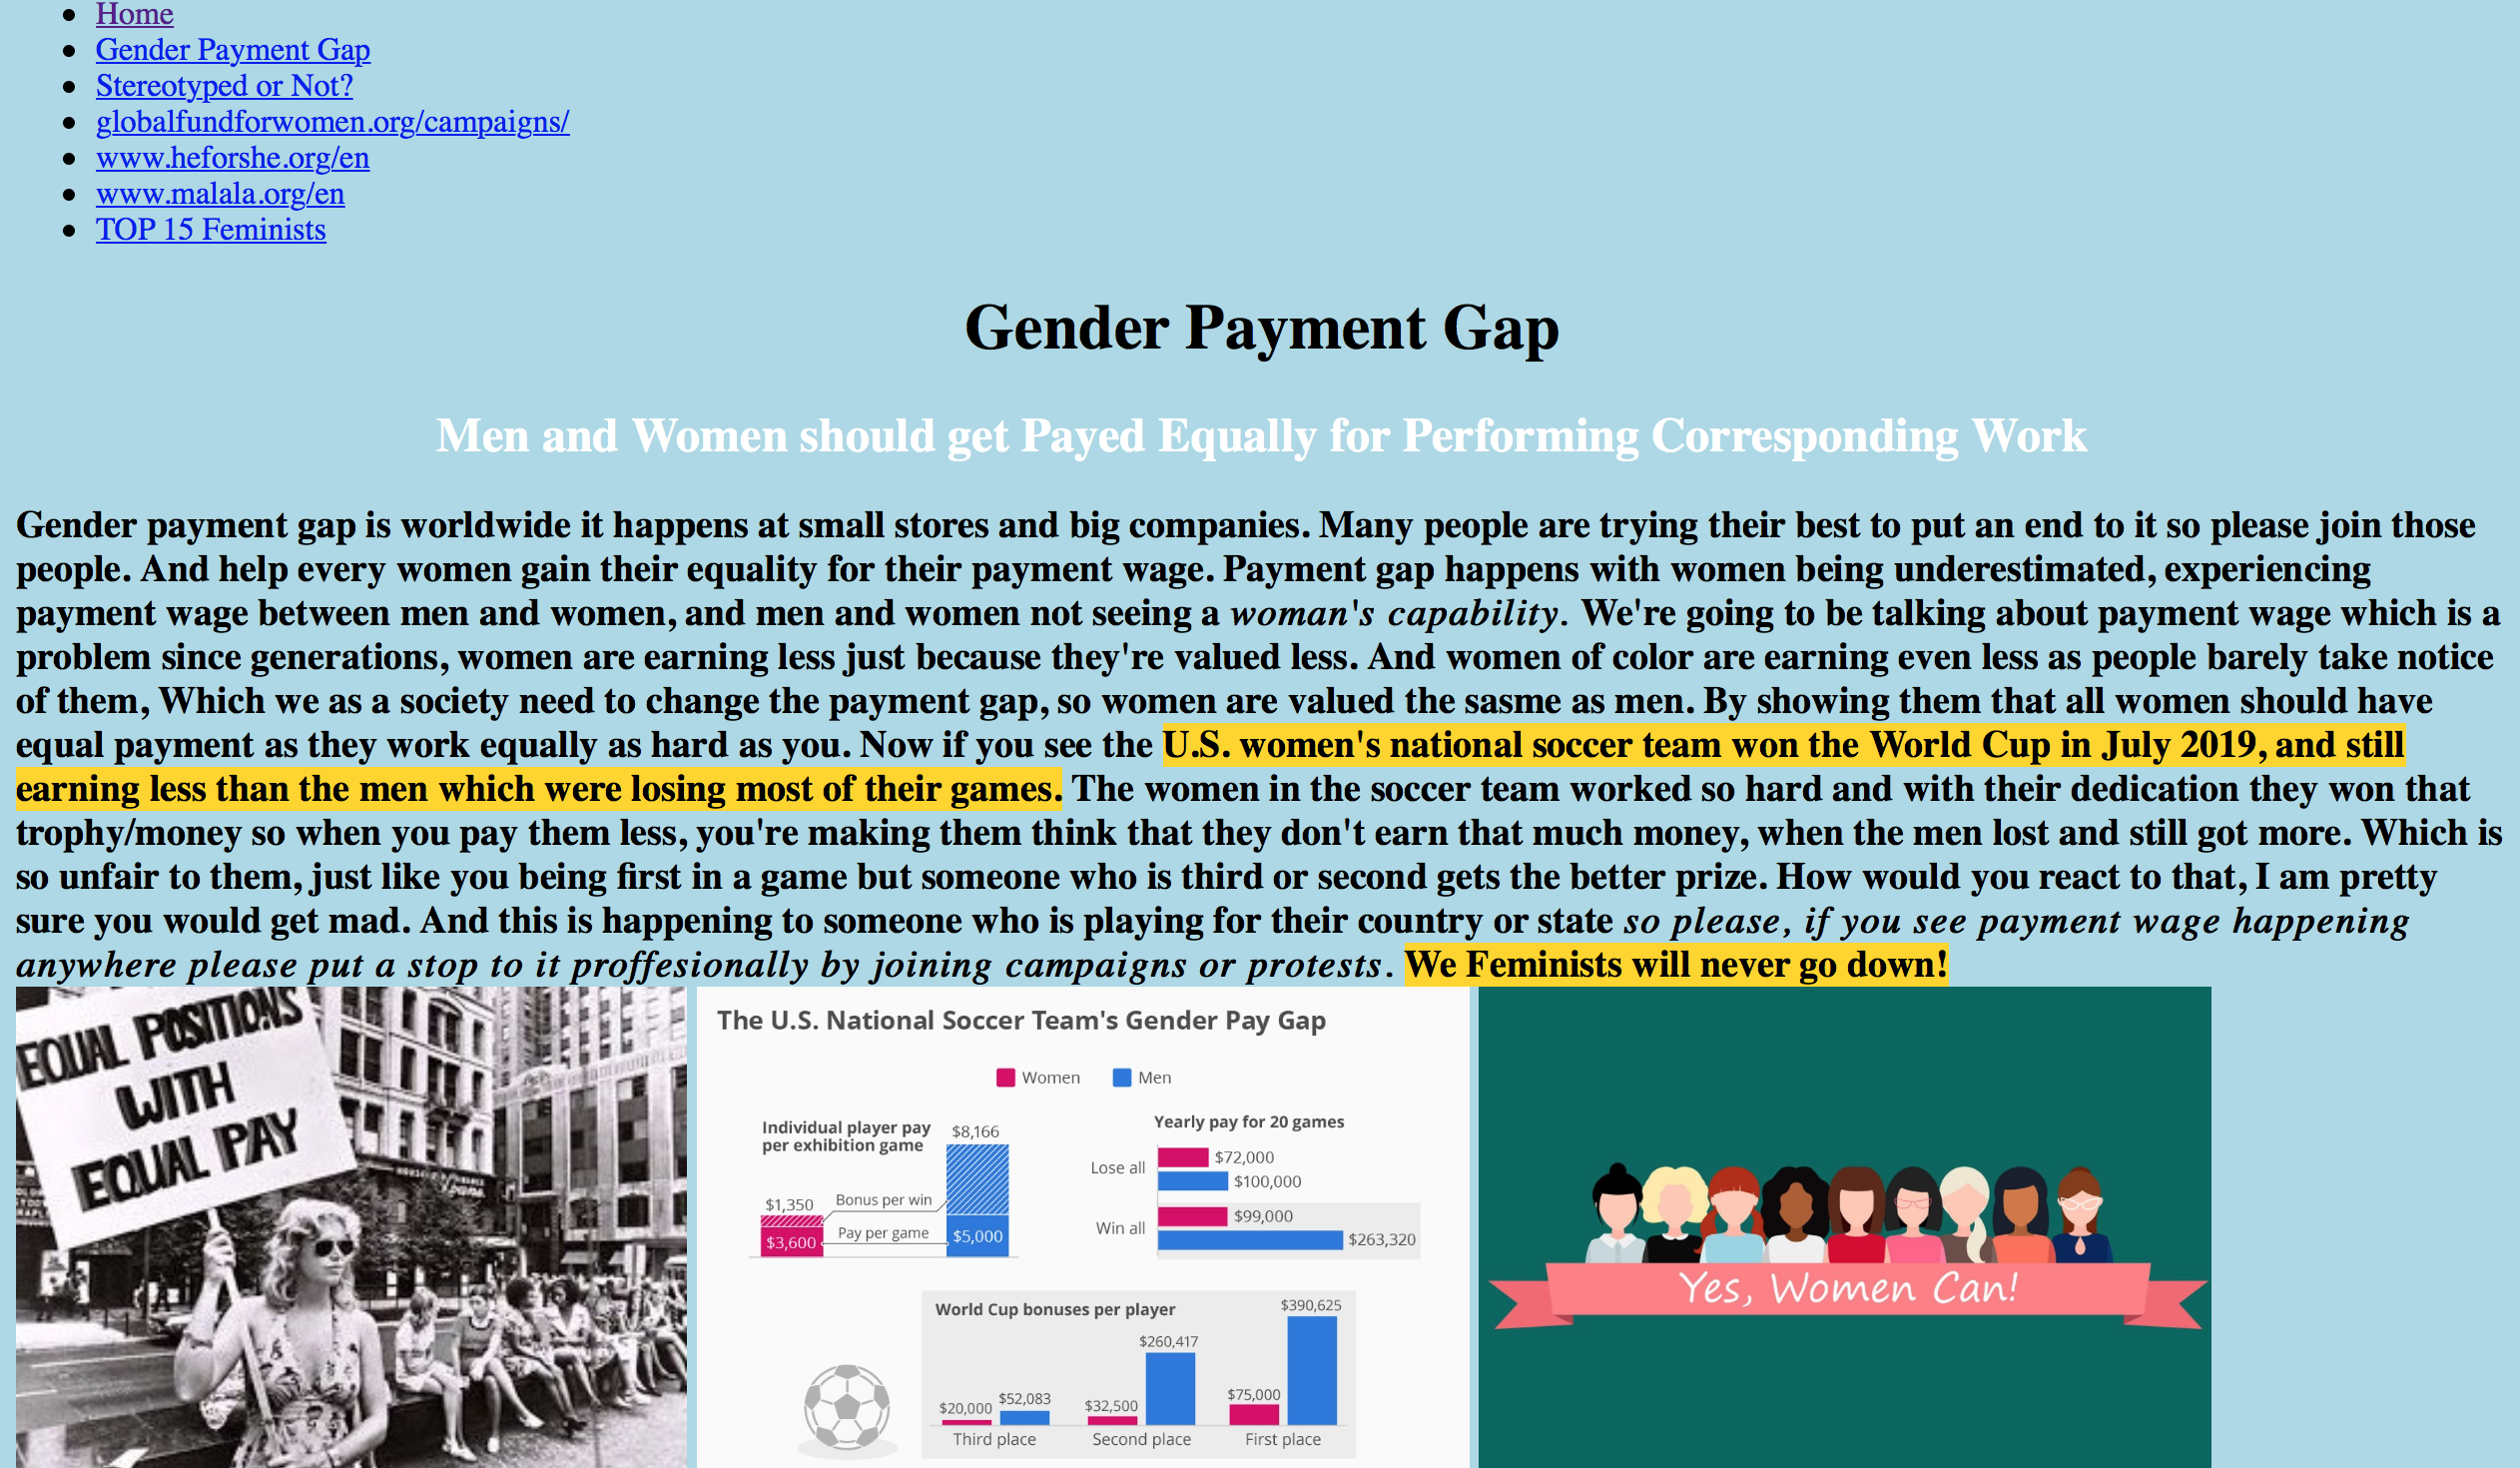 Home
Gender Payment Gap
Stereotyped or Not?
globalfundforwomen.org/campaigns/
www.heforshe.org/en
www.malala.org/en
TOP 15 Feminists
Gender Payment Gap
Men and Women should get Payed Equally for Performing Corresponding Work
Gender payment gap is worldwide it happens at small stores and big companies. Many people are trying their best to put an end to it so please join those
people. And help every women gain their equality for their payment wage. Payment gap happens with women being underestimated, experiencing
payment wage between men and women, and men and women not seeing a woman's capability. We're going to be talking about payment wage which is a
problem since generations, women are earning less just because they're valued less. And women of color are earning even less as people barely take notice
of them, Which we as a society need to change the payment gap, so women are valued the sasme as men. By showing them that all women should have
equal payment as they work equally as hard as you. Now if you see the U.S. women's national soccer team won the World Cup in July 2019, and still
earning less than the men which were losing most of their games. The women in the soccer team worked so hard and with their dedication they won that
trophy/money so when you pay them less, you're making them think that they don't earn that much money, when the men lost and still got more. Which is
so unfair to them, just like you being first in a game but someone who is third or second gets the better prize. How would you react to that, I am pretty
sure you would get mad. And this is happening to someone who is playing for their country or state so please, if you see payment wage happening
anywhere please put a stop to it proffesionally by joining campaigns or protests. We Feminists will never go down!
EQUAL POSITIONS
WITH
EQUAL PAY
The U.S. National Soccer Team's Gender Pay Gap
Women Men
Individual player pay
per exhibition game
$8,166
$1,350
Bonus per win
$3,600
Pay per game
$5,000
Yearly pay for 20 games
Lose all
$72,000
$100,000
Win all
$99,000
$263,320
World Cup bonuses per player
$20,000
$52,083
Third place
$32,500
$260,417
Second place
$75,000
$390,625
First place
Yes, Women Can!